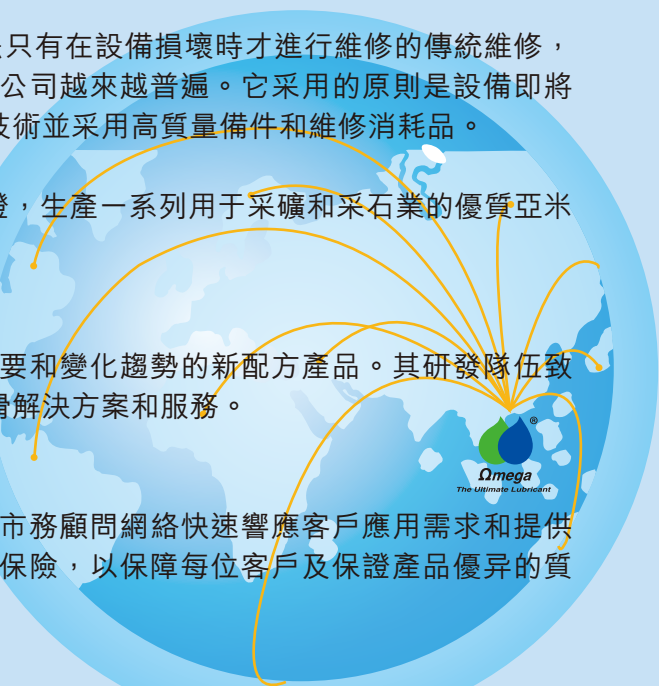 只有在設備損壞時才進行維修的傳統維修，
公司越來越普遍。它采用的原則是設備即將
技術並采用高質量備件和維修消耗品。
，生產一系列用于采礦和采石業的優質亞米
要和變化趨勢的新配方產品。其研發隊伍致
滑解決方案和服務。
®
Ωmega
The Ultimate Lubricant
市務顧問網絡快速響應客戶應用需求和提供
保險，以保障每位客戶及保證產品優异的質